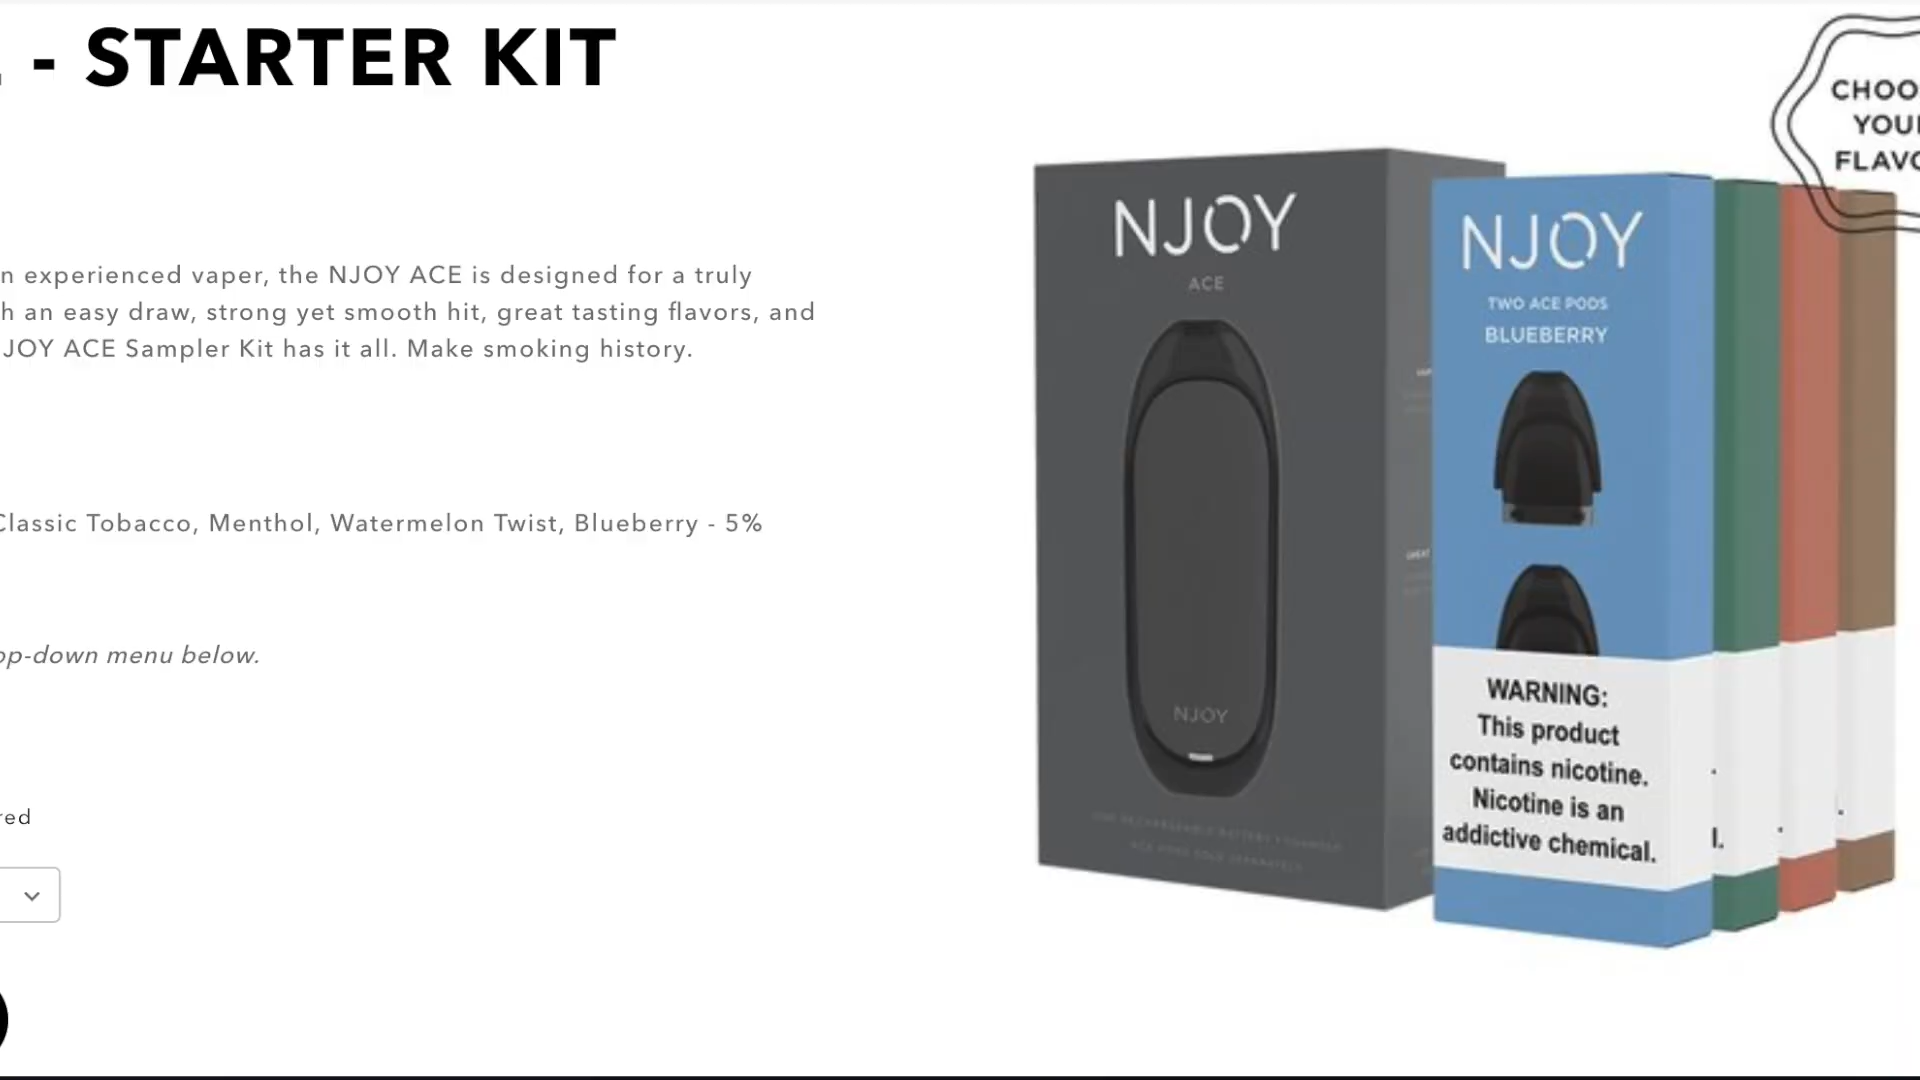 - STARTER KIT
CHOO
YOU
FLAVO
n experienced vaper, the NJOY ACE is designed for a truly
h an easy draw, strong yet smooth hit, great tasting flavors, and
JOY ACE Sampler Kit has it all. Make smoking history.
Classic Tobacco, Menthol, Watermelon Twist, Blueberry - 5%
op-down menu below.
red
NJOY
ACE
NJOY
NJOY
TWO ACE PODS
BLUEBERRY
WARNING:
This product
contains nicotine.
Nicotine is an
addictive chemical.
l.